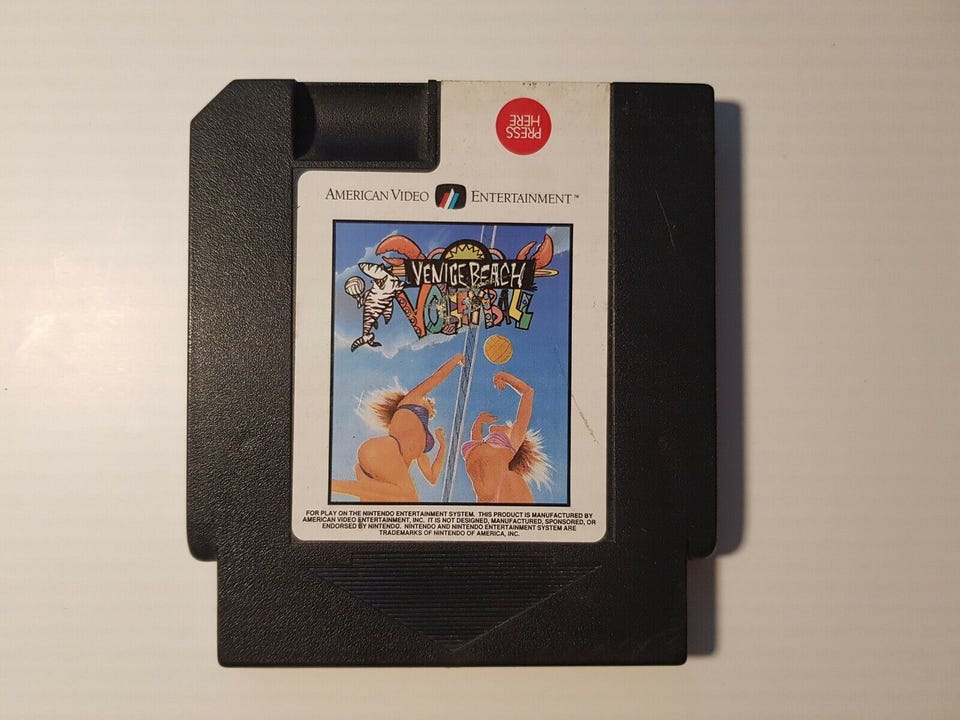 PRESS
HERE
AMERICAN VIDEO ENTERTAINMENT™
VENICE BEACH
VOLLEYBALL
FOR PLAY ON THE NINTENDO ENTERTAINMENT SYSTEM. THIS PRODUCT IS MANUFACTURED BY
AMERICAN VIDEO ENTERTAINMENT, INC. IT IS NOT DESIGNED, MANUFACTURED, SPONSORED, OR
ENDORSED BY NINTENDO. NINTENDO AND NINTENDO ENTERTAINMENT SYSTEM ARE
TRADEMARKS OF NINTENDO OF AMERICA, INC.